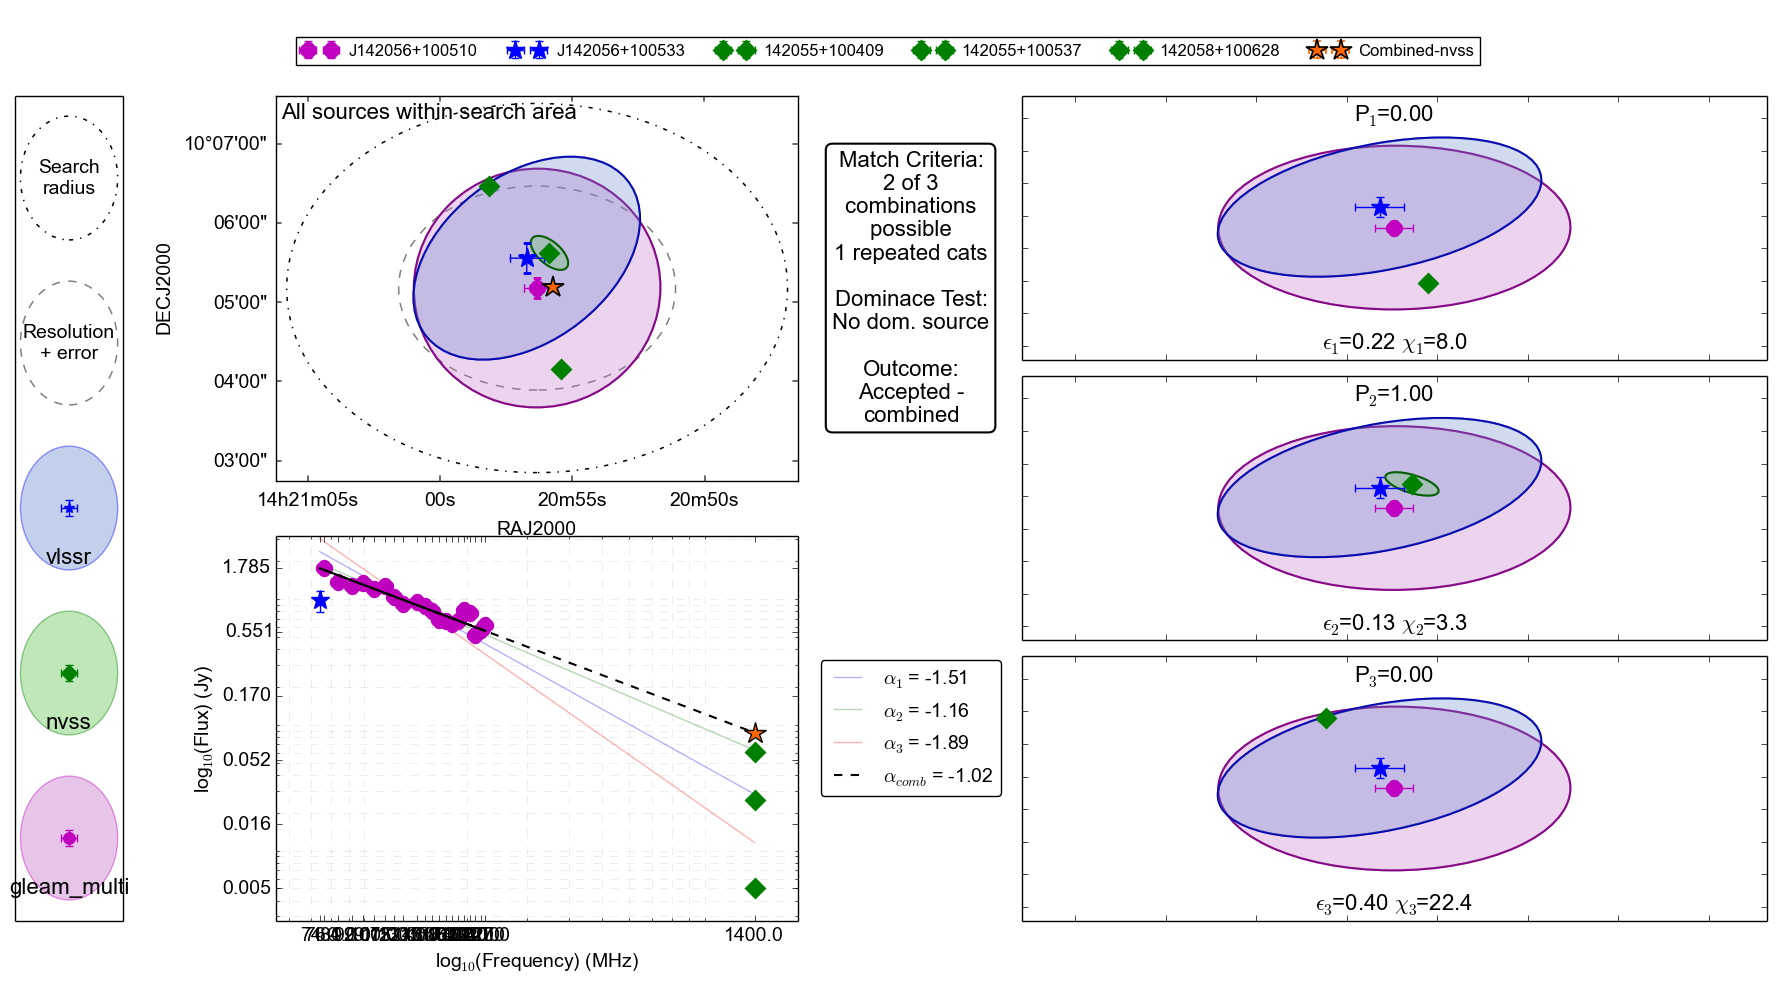 J142056+100510 J142056+100533 142055+100409 142055+100537 142058+100628 Combined-nvss
Search
radius
Resolution
+ error
vlssr
nvss
gleam_multi
All sources within search area
DECJ2000
10°07'00"
06'00"
05'00"
04'00"
03'00"
14h21m05s 00s 20m55s 20m50s
RAJ2000
Match Criteria:
2 of 3
combinations
possible
1 repeated cats
Dominace Test:
No dom. source
Outcome:
Accepted -
combined
log₁₀(Flux) (Jy)
1.785
0.551
0.170
0.052
0.016
0.005
1400.0
log₁₀(Frequency) (MHz)
α₁ = -1.51
α₂ = -1.16
α₃ = -1.89
α_comb = -1.02
P₁=0.00
ϵ₁=0.22 χ₁=8.0
P₂=1.00
ϵ₂=0.13 χ₂=3.3
P₃=0.00
ϵ₃=0.40 χ₃=22.4